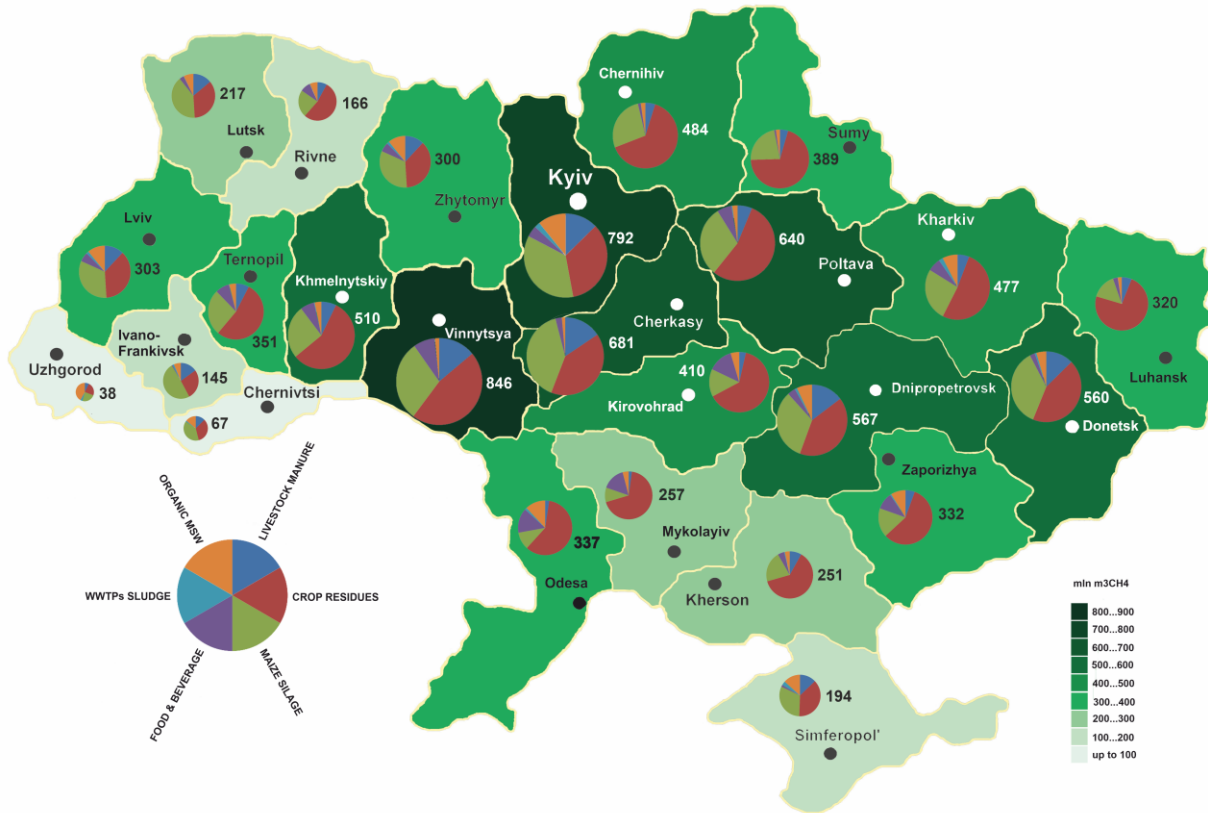 Chernihiv
484
Sumy
389
217
Lutsk
166
Rivne
300
Zhytomyr
Kyiv
792
640
Poltava
Kharkiv
477
320
Luhansk
Lviv
303
Ternopil
351
Khmelnytskiy
510
Vinnytsya
846
Cherkasy
681
410
Kirovohrad
Dnipropetrovsk
567
560
Donetsk
Ivano-
Frankivsk
145
Uzhgorod
38
Chernivtsi
67
Zaporizhya
332
257
Mykolayiv
337
Odesa
Kherson
251
194
Simferopol'
ORGANIC MSW
LIVESTOCK MANURE
WWTPs SLUDGE
CROP RESIDUES
FOOD & BEVERAGE
MAIZE SILAGE
mln m3CH4
800...900
700...800
600...700
500...600
400...500
300...400
200...300
100...200
up to 100